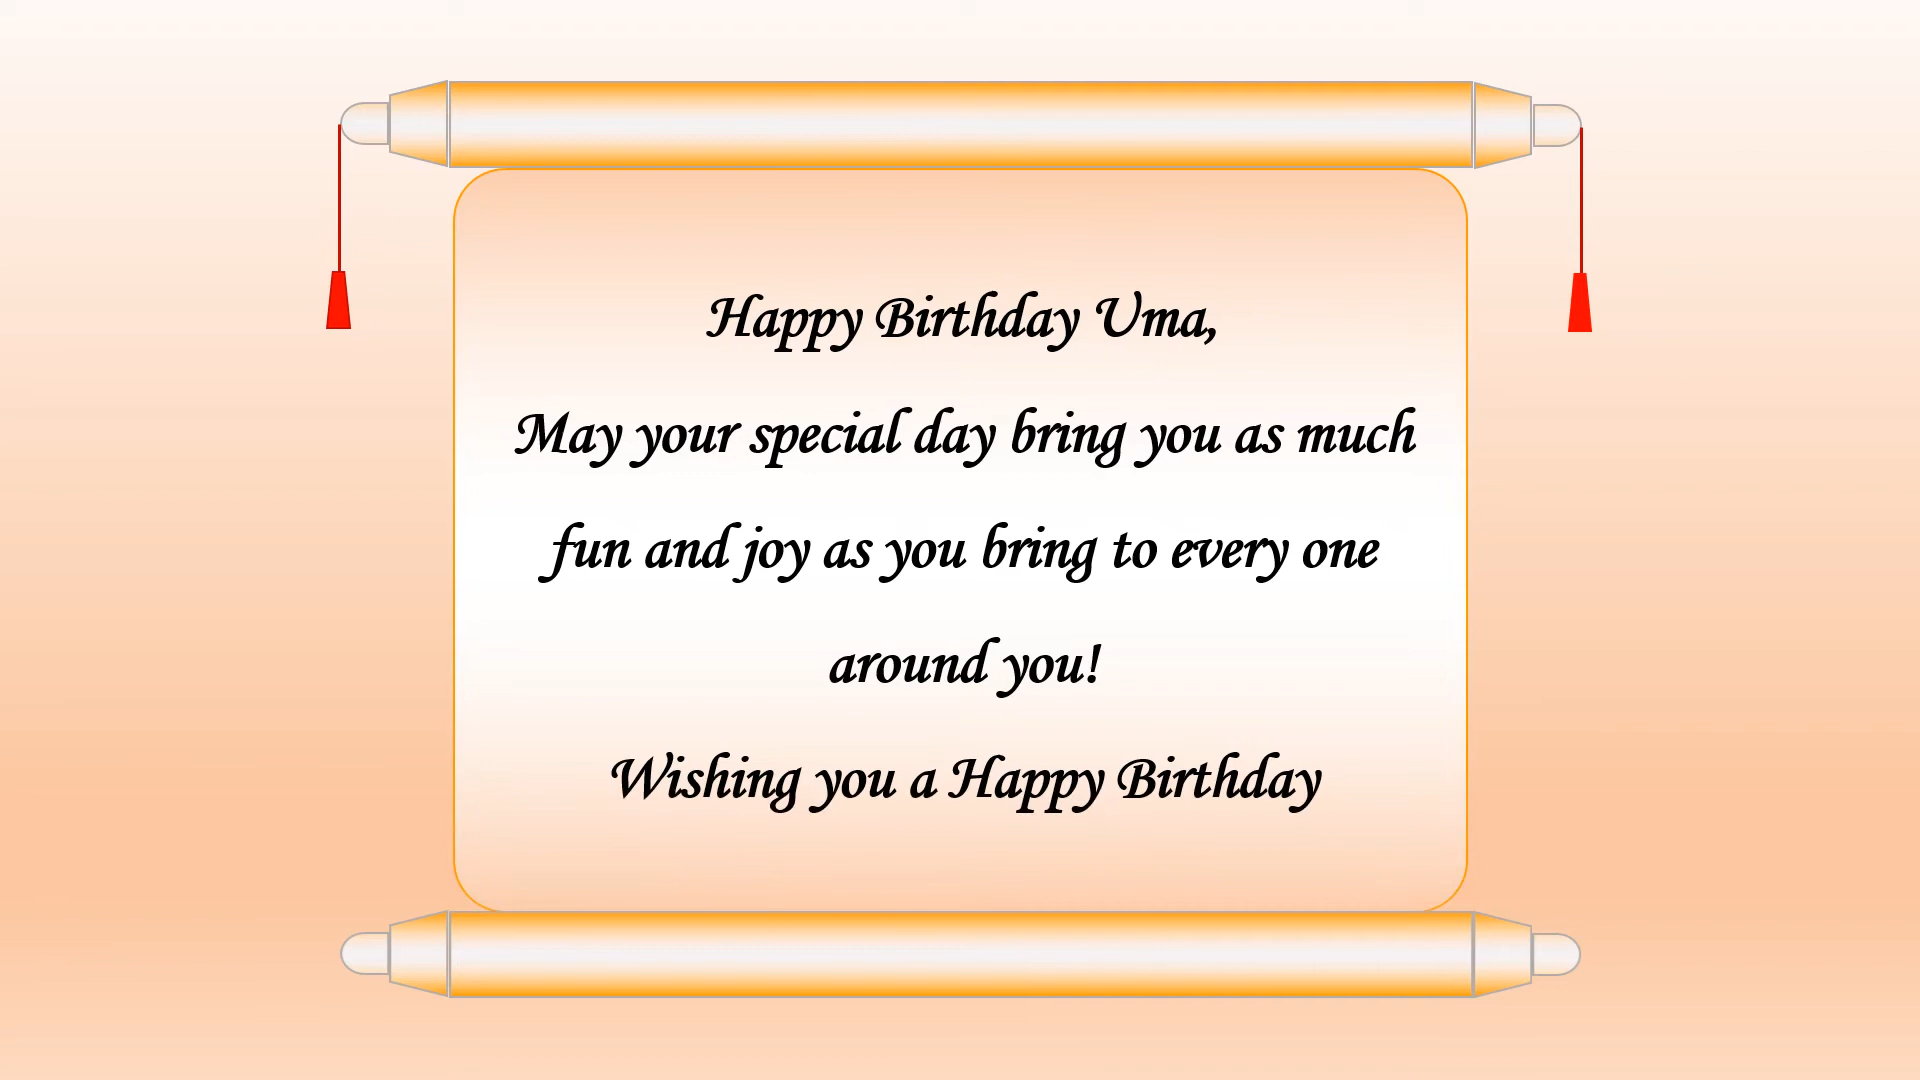 Happy Birthday Uma,
May your special day bring you as much
fun and joy as you bring to every one
around you!
Wishing you a Happy Birthday